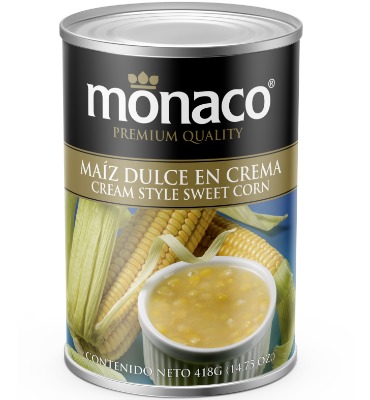 monaco®
PREMIUM QUALITY
MAÍZ DULCE EN CREMA
CREAM STYLE SWEET CORN
CONTENIDO NETO 418G (14.75 OZ.)